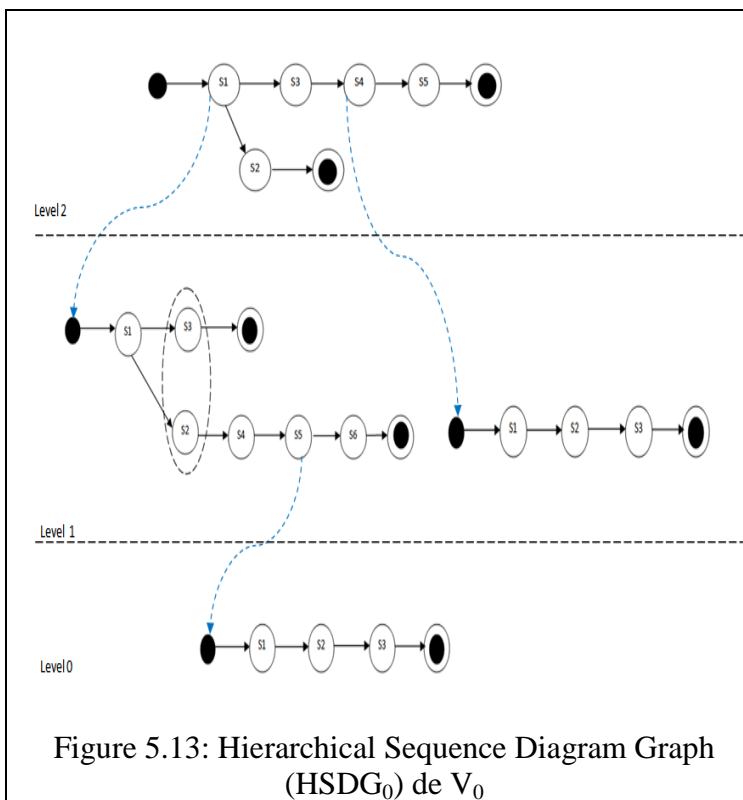 S1
S3
S4
S5
S2
Level 2
S1
S3
S2
S4
S5
S6
S1
S2
S3
Level 1
S1
S2
S3
Level 0
Figure 5.13: Hierarchical Sequence Diagram Graph
(HSDG₀) de V₀